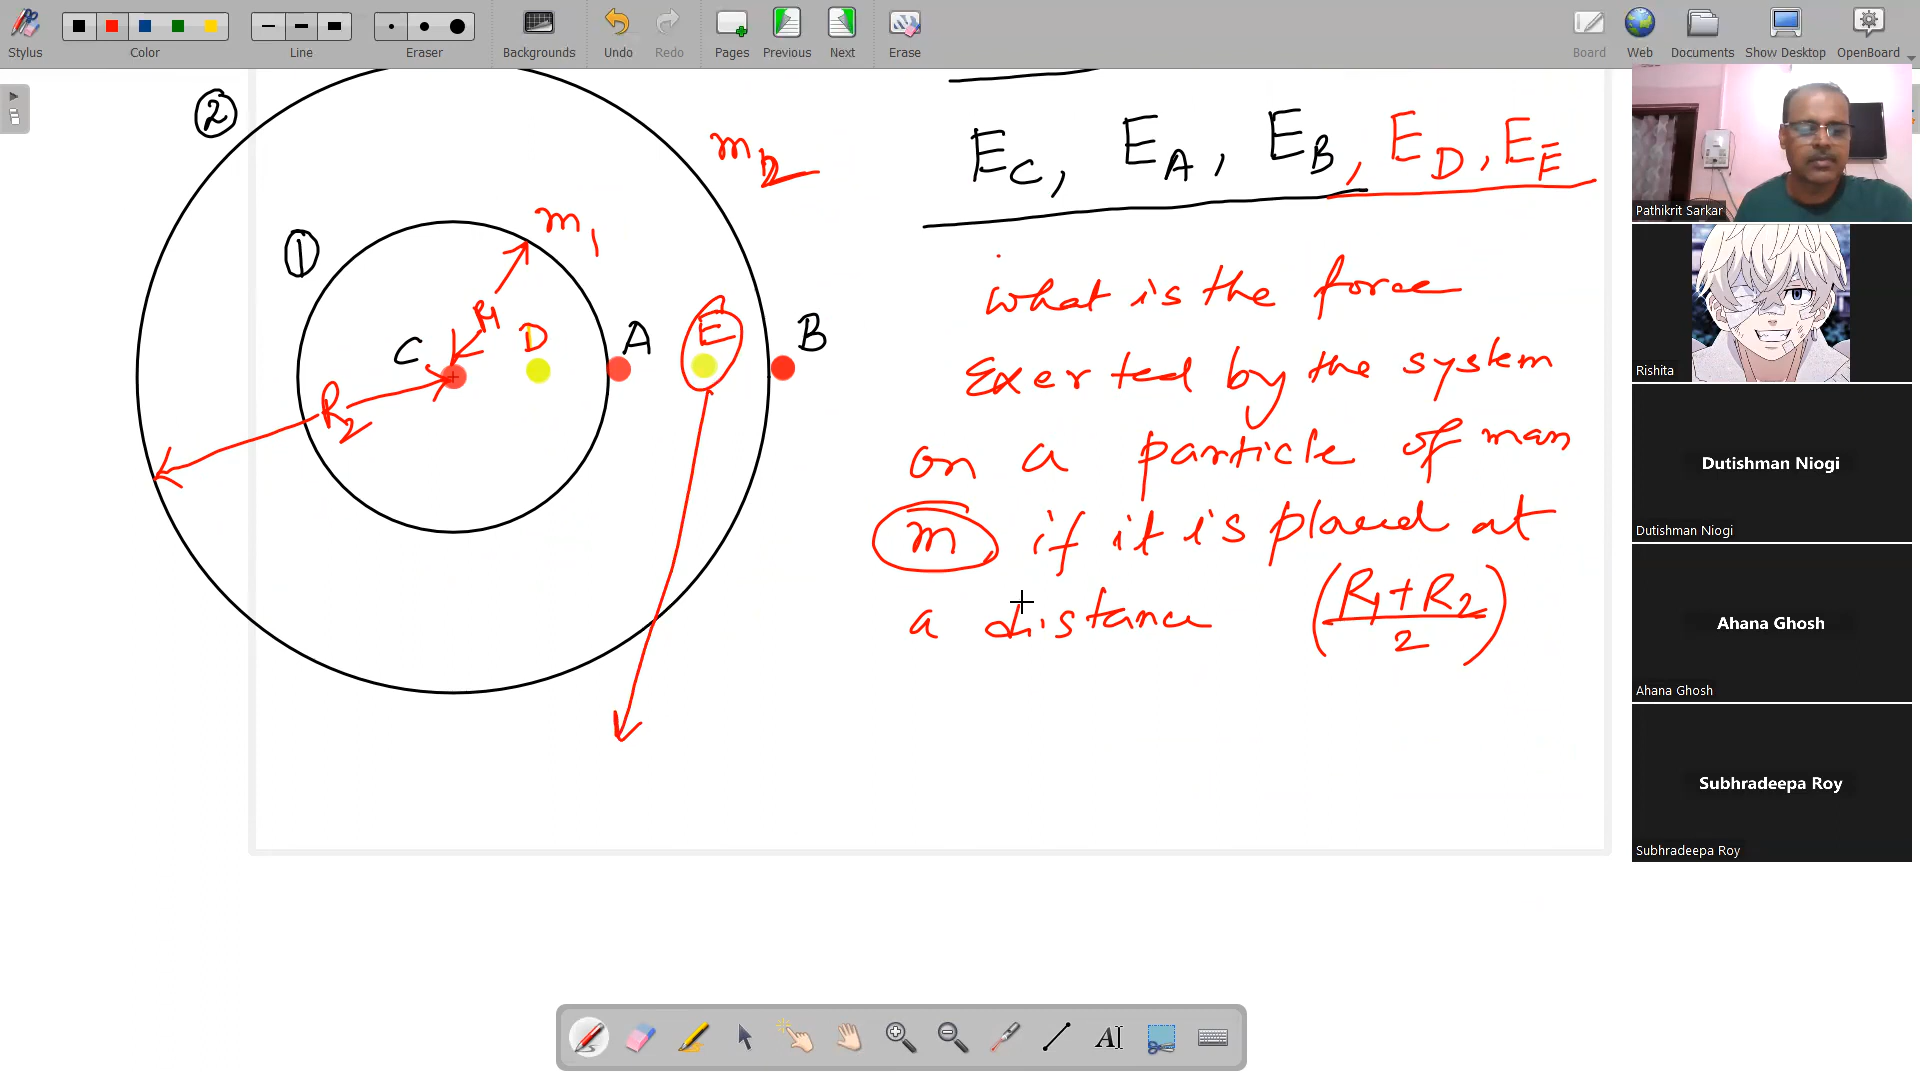 Stylus
Color
Line
Eraser
Backgrounds
Undo
Redo
Pages
Previous
Next
Erase
Board
Web
Documents
Show Desktop
OpenBoard
②
m2
m1
①
R1
C
D
A
E
B
R2
EC, EA, EB, ED, EE
what is the force
Exerted by the system
on a particle of mass
m if it is placed at
a distance (R1+R2/2)
Pathikrit Sarkar
Rishita
Dutishman Niogi
Dutishman Niogi
Ahana Ghosh
Ahana Ghosh
Subhradeepa Roy
Subhradeepa Roy
AI